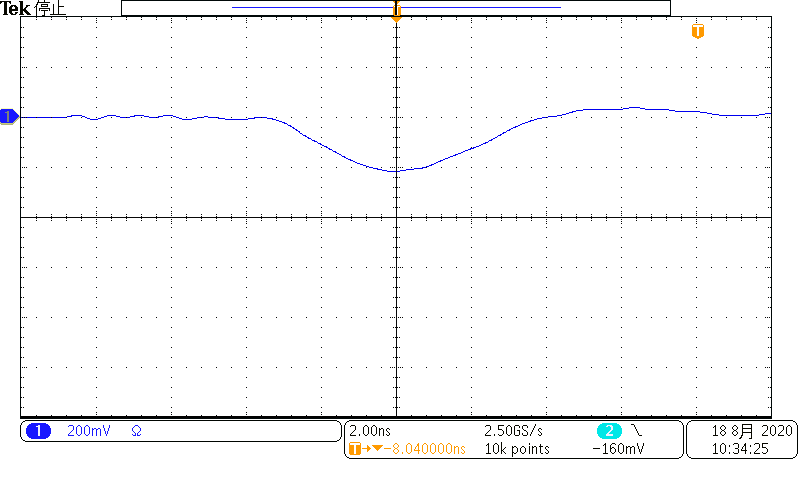 Tek 停止
T
T
1
1 200mV Ω
2.00ns 2.50GS/s 2
T→▼-8.040000ns 10k points -160mV
18 8月 2020
10:34:25